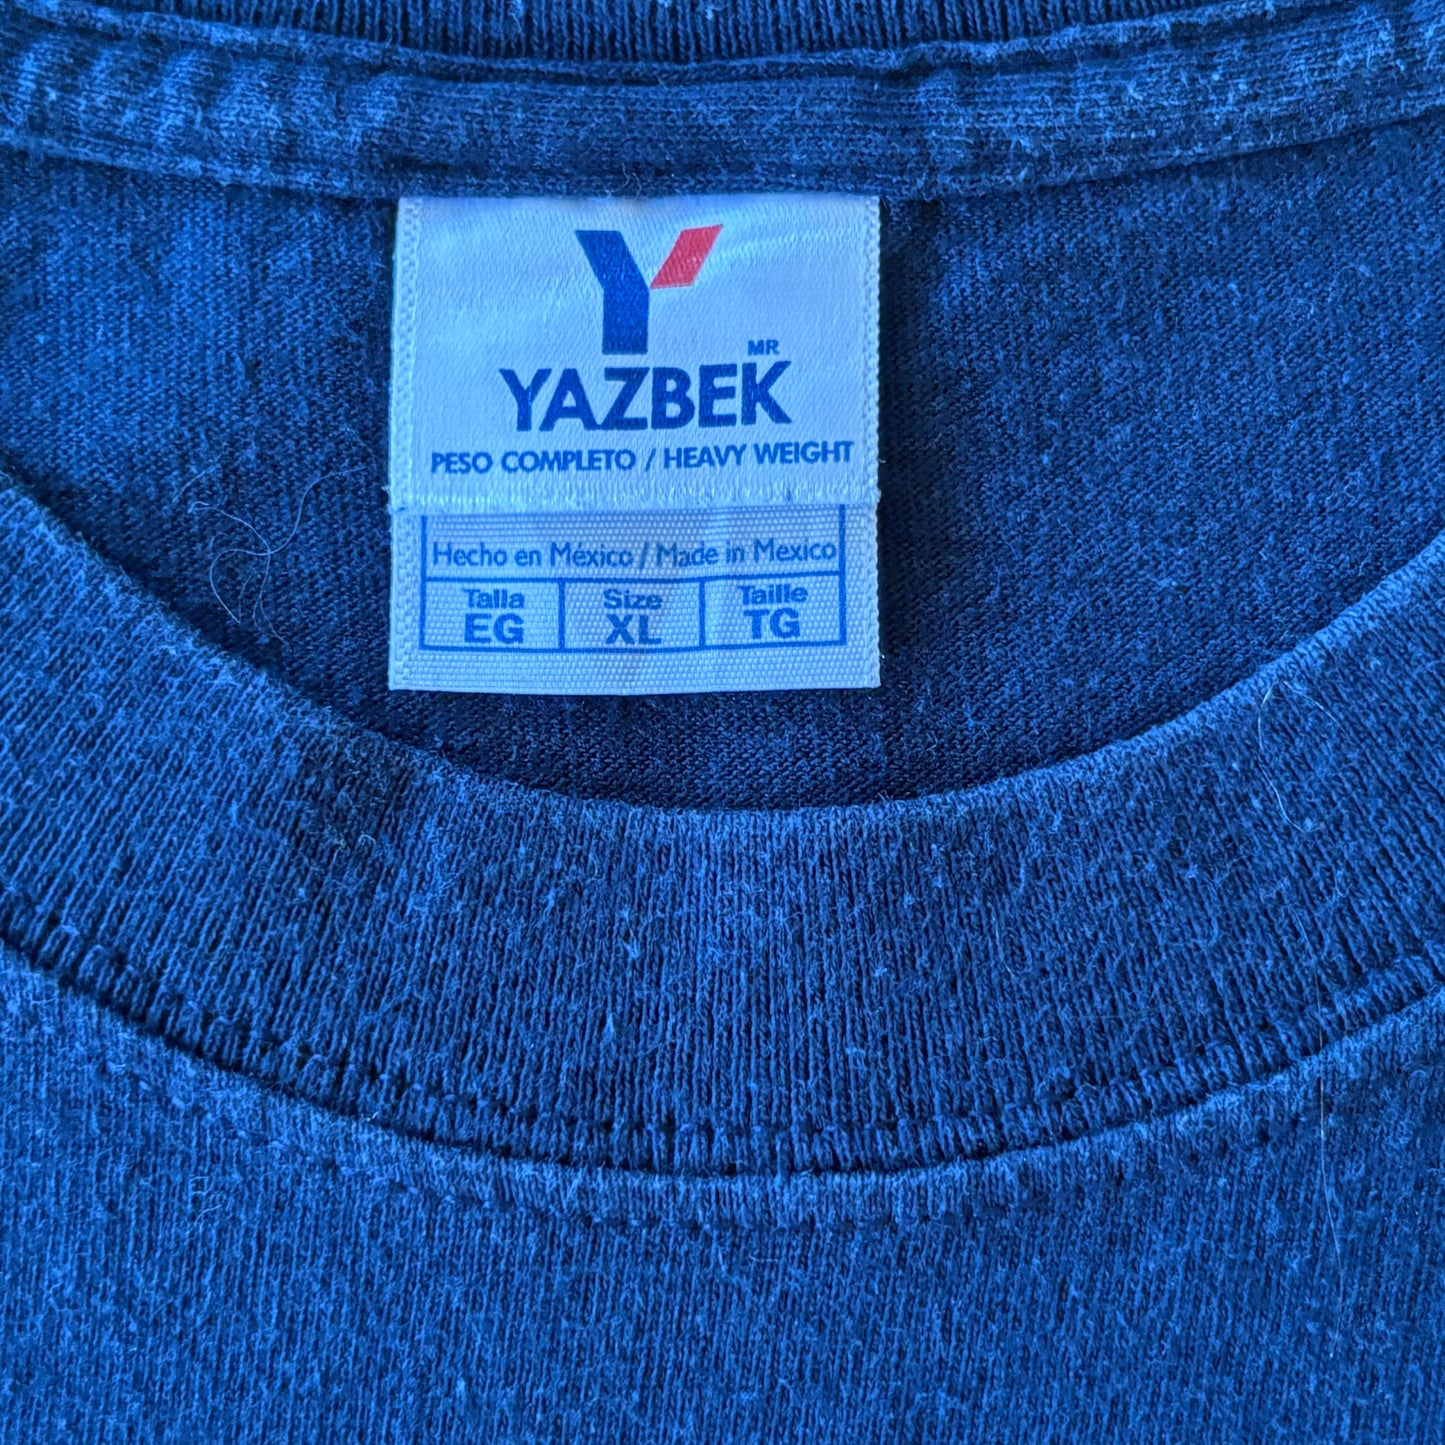 MR
YAZBEK
PESO COMPLETO / HEAVY WEIGHT
Hecho en México / Made in Mexico
Talla Size Taille
EG XL TG